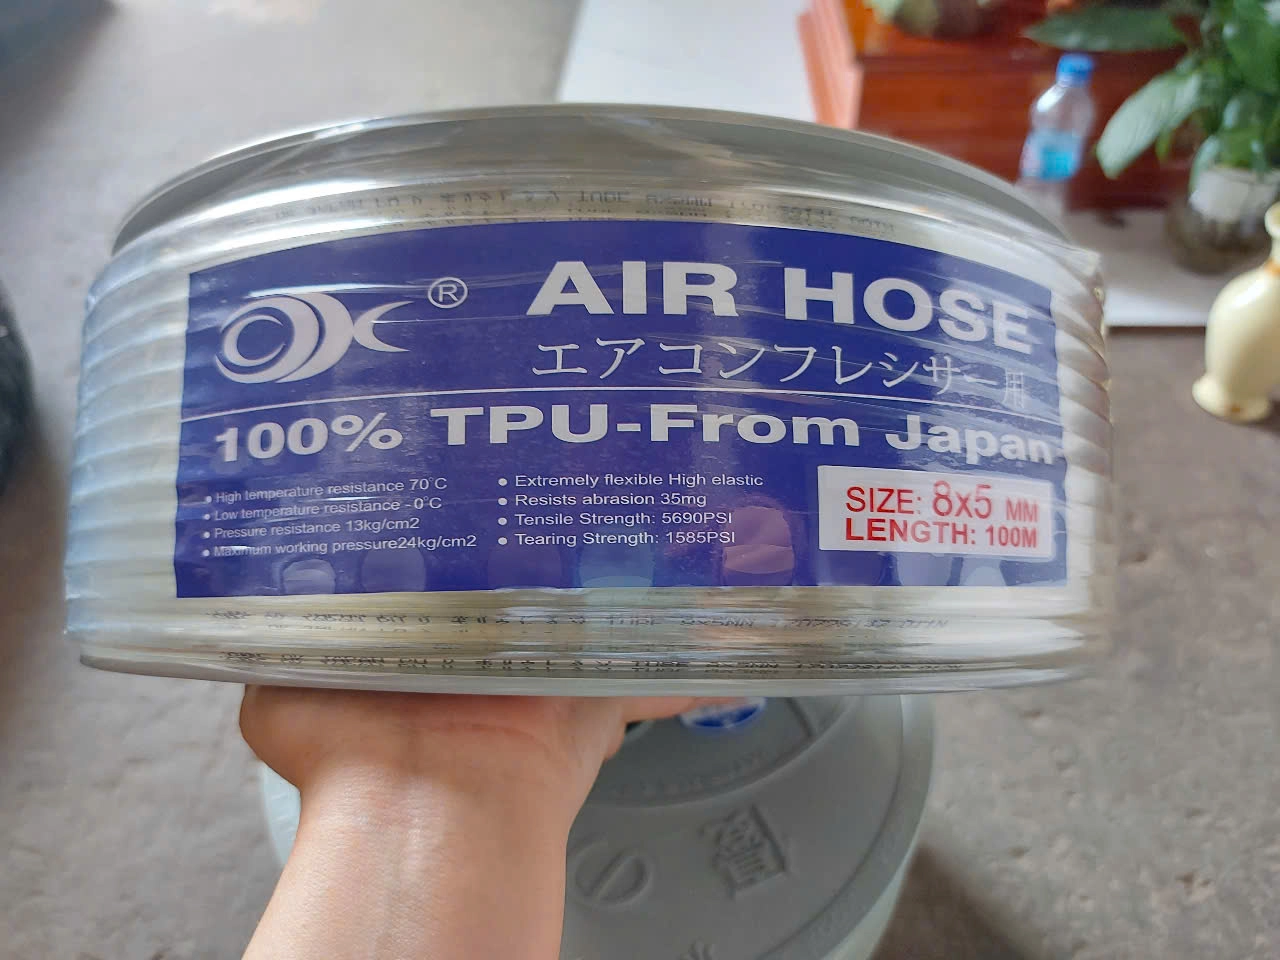 ®
AIR HOSE
エアコンフレシサー用
100% TPU-From Japan
• High temperature resistance 70°C
• Low temperature resistance -0°C
• Pressure resistance 13kg/cm2
• Maximum working pressure24kg/cm2
• Extremely flexible High elastic
• Resists abrasion 35mg
• Tensile Strength: 5690PSI
• Tearing Strength: 1585PSI
SIZE: 8x5 MM
LENGTH: 100M
TUBE